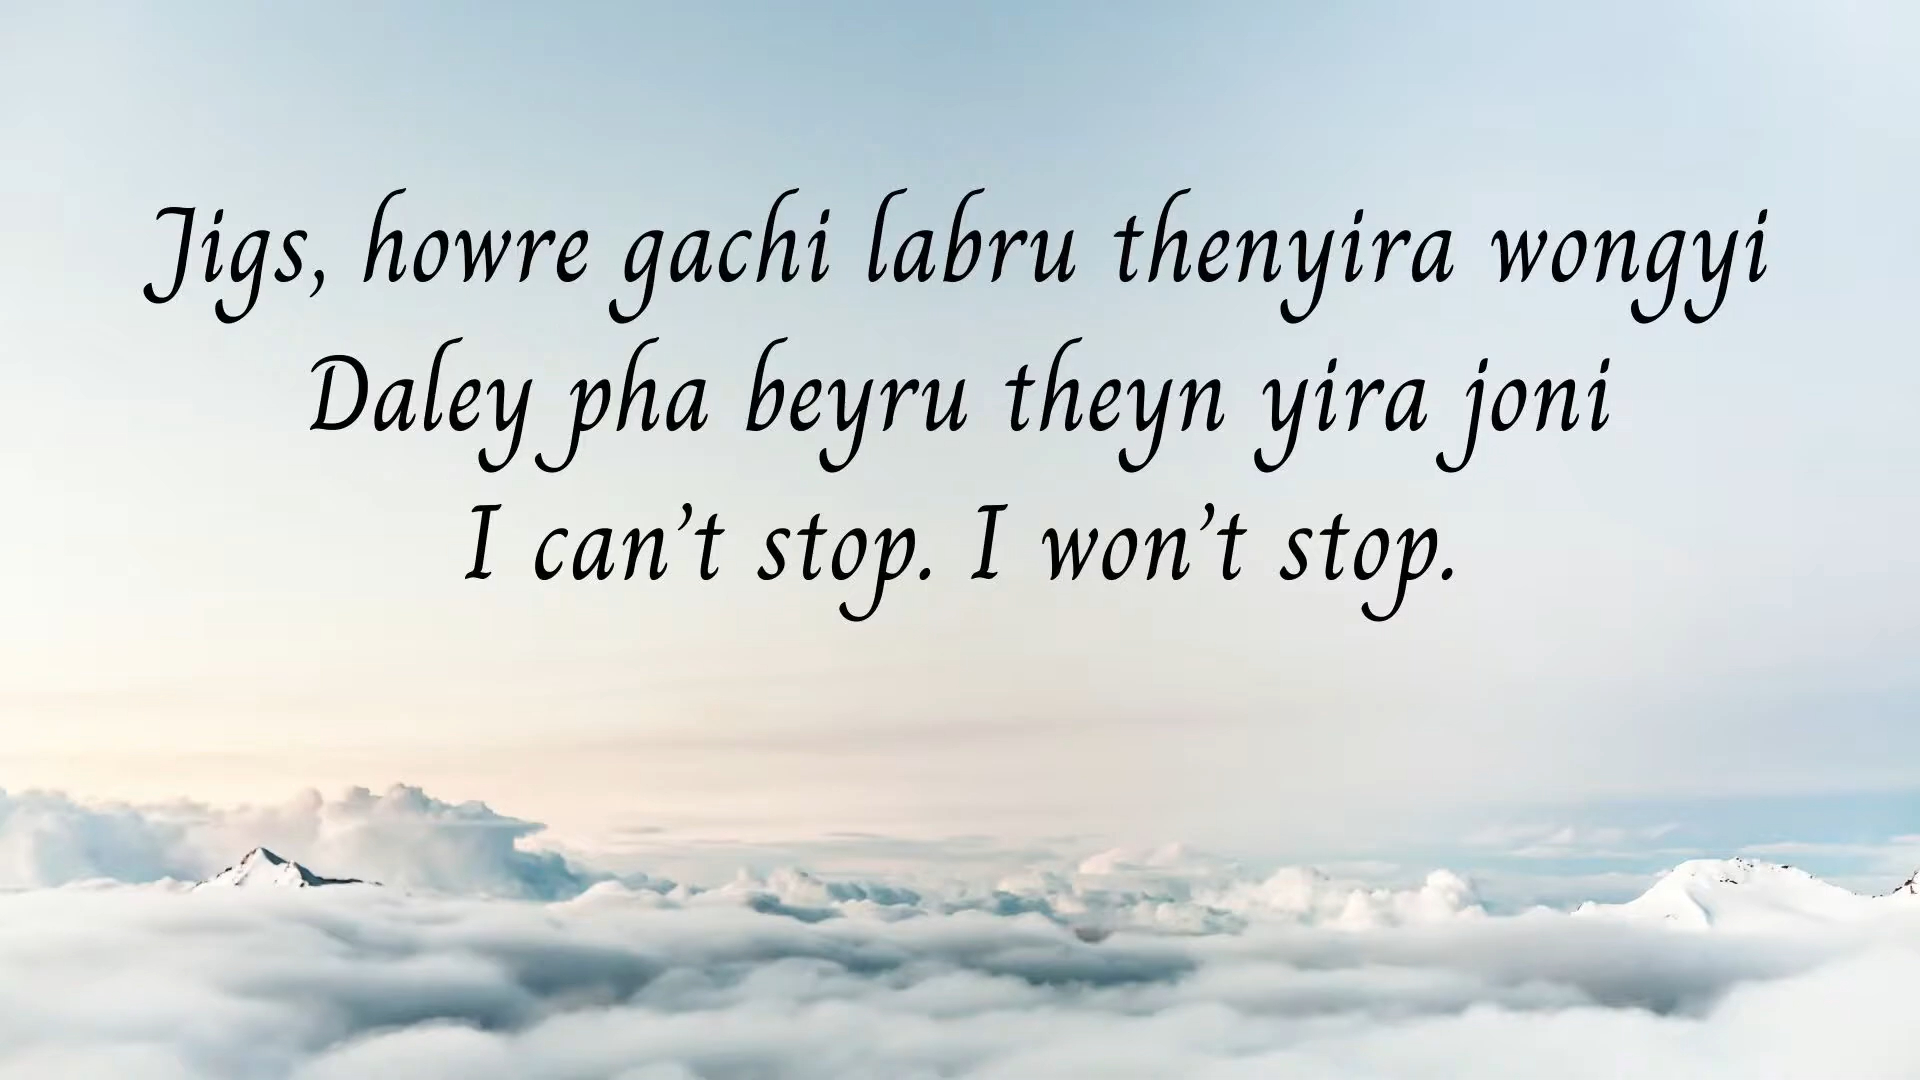 Jigs, howre gachi labru thenyira wongyi
Daley pha beyru theyn yira joni
I can’t stop. I won’t stop.